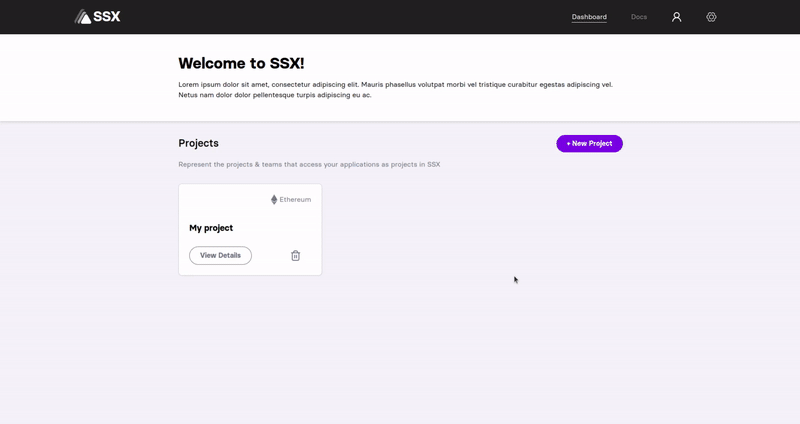 SSX
Dashboard
Docs
Welcome to SSX!
Lorem ipsum dolor sit amet, consectetur adipiscing elit. Mauris phasellus volutpat morbi vel tristique curabitur egestas adipiscing vel.
Netus nam dolor dolor pellentesque turpis adipiscing eu ac.
Projects
+ New Project
Represent the projects & teams that access your applications as projects in SSX
Ethereum
My project
View Details